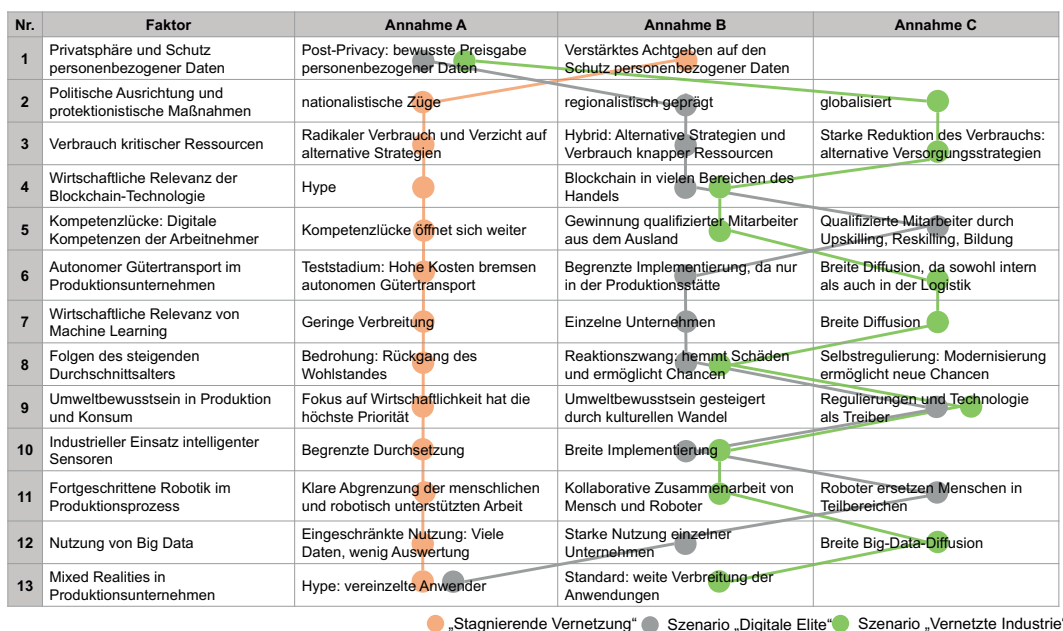 Nr. Faktor Annahme A Annahme B Annahme C
1 Privatsphäre und Schutz personenbezogener Daten Post-Privacy: bewusste Preisgabe personenbezogener Daten Verstärktes Achtgeben auf den Schutz personenbezogener Daten
2 Politische Ausrichtung und protektionistische Maßnahmen nationalistische Züge regionalistisch geprägt globalisiert
3 Verbrauch kritischer Ressourcen Radikaler Verbrauch und Verzicht auf alternative Strategien Hybrid: Alternative Strategien und Verbrauch knapper Ressourcen Starke Reduktion des Verbrauchs: alternative Versorgungsstrategien
4 Wirtschaftliche Relevanz der Blockchain-Technologie Hype Blockchain in vielen Bereichen des Handels
5 Kompetenzlücke: Digitale Kompetenzen der Arbeitnehmer Kompetenzlücke öffnet sich weiter Gewinnung qualifizierter Mitarbeiter aus dem Ausland Qualifizierte Mitarbeiter durch Upskilling, Reskilling, Bildung
6 Autonomer Gütertransport im Produktionsunternehmen Teststadium: Hohe Kosten bremsen autonomen Gütertransport Begrenzte Implementierung, da nur in der Produktionsstätte Breite Diffusion, da sowohl intern als auch in der Logistik
7 Wirtschaftliche Relevanz von Machine Learning Geringe Verbreitung Einzelne Unternehmen Breite Diffusion
8 Folgen des steigenden Durchschnittsalters Bedrohung: Rückgang des Wohlstandes Reaktionszwang: hemmt Schäden und ermöglicht Chancen Selbstregulierung: Modernisierung ermöglicht neue Chancen
9 Umweltbewusstsein in Produktion und Konsum Fokus auf Wirtschaftlichkeit hat die höchste Priorität Umweltbewusstsein gesteigert durch kulturellen Wandel Regulierungen und Technologie als Treiber
10 Industrieller Einsatz intelligenter Sensoren Begrenzte Durchsetzung Breite Implementierung
11 Fortgeschrittene Robotik im Produktionsprozess Klare Abgrenzung der menschlichen und robotisch unterstützten Arbeit Kollaborative Zusammenarbeit von Mensch und Roboter Roboter ersetzen Menschen in Teilbereichen
12 Nutzung von Big Data Eingeschränkte Nutzung: Viele Daten, wenig Auswertung Starke Nutzung einzelner Unternehmen Breite Big-Data-Diffusion
13 Mixed Realities in Produktionsunternehmen Hype: vereinzelte Anwender Standard: weite Verbreitung der Anwendungen
„Stagnierende Vernetzung" Szenario „Digitale Elite" Szenario „Vernetzte Industrie